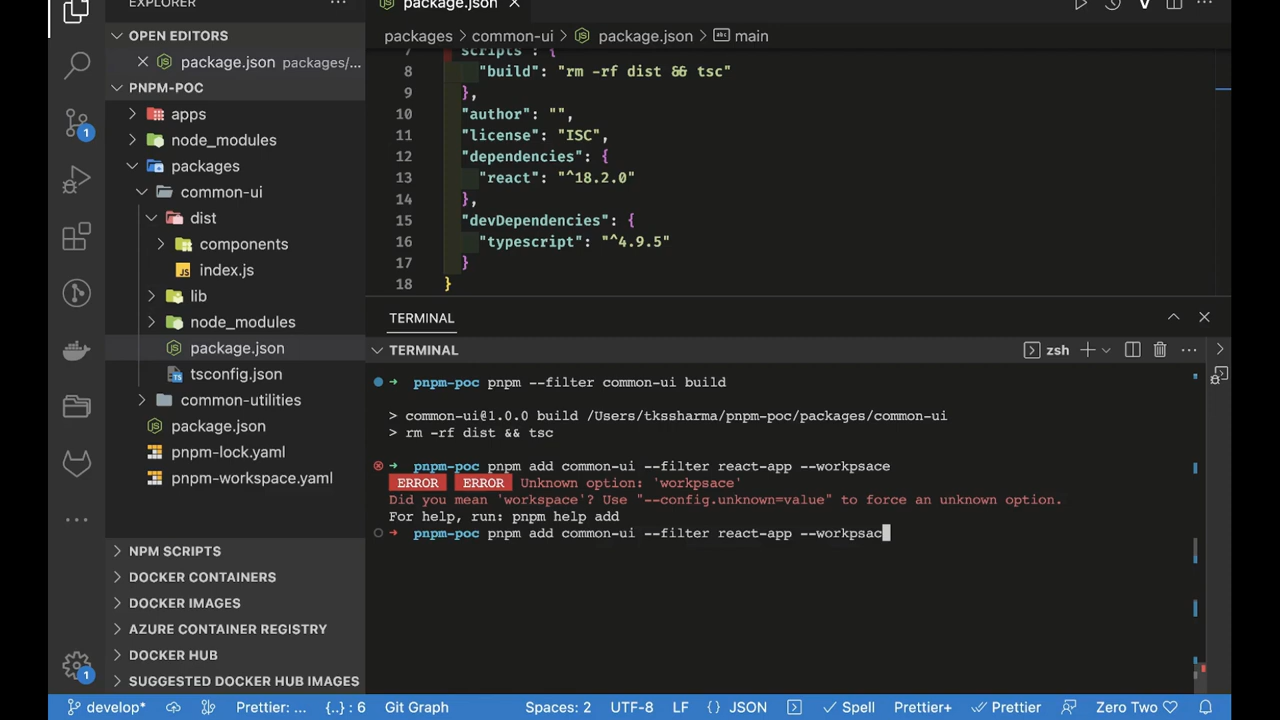 EXPLORER
OPEN EDITORS
package.json packages/...
PNPM-POC
apps
node_modules
packages
common-ui
dist
components
JS index.js
lib
node_modules
package.json
tsconfig.json
common-utilities
package.json
pnpm-lock.yaml
pnpm-workspace.yaml
NPM SCRIPTS
DOCKER CONTAINERS
DOCKER IMAGES
AZURE CONTAINER REGISTRY
DOCKER HUB
SUGGESTED DOCKER HUB IMAGES
1
1
package.json
packages > common-ui > package.json > abc main
7 "scripts": {
8 "build": "rm -rf dist && tsc"
9 },
10 "author": "",
11 "license": "ISC",
12 "dependencies": {
13 "react": "^18.2.0"
14 },
15 "devDependencies": {
16 "typescript": "^4.9.5"
17 }
18 }
TERMINAL
TERMINAL
zsh
pnpm-poc pnpm --filter common-ui build
> common-ui@1.0.0 build /Users/tkssharma/pnpm-poc/packages/common-ui
> rm -rf dist && tsc
pnpm-poc pnpm add common-ui --filter react-app --workpsace
ERROR ERROR Unknown option: 'workpsace'
Did you mean 'workspace'? Use "--config.unknown=value" to force an unknown option.
For help, run: pnpm help add
pnpm-poc pnpm add common-ui --filter react-app --workpsac
develop* {..} : 6 Prettier: ... Git Graph Spaces: 2 UTF-8 LF {} JSON Spell Prettier+ Prettier Zero Two